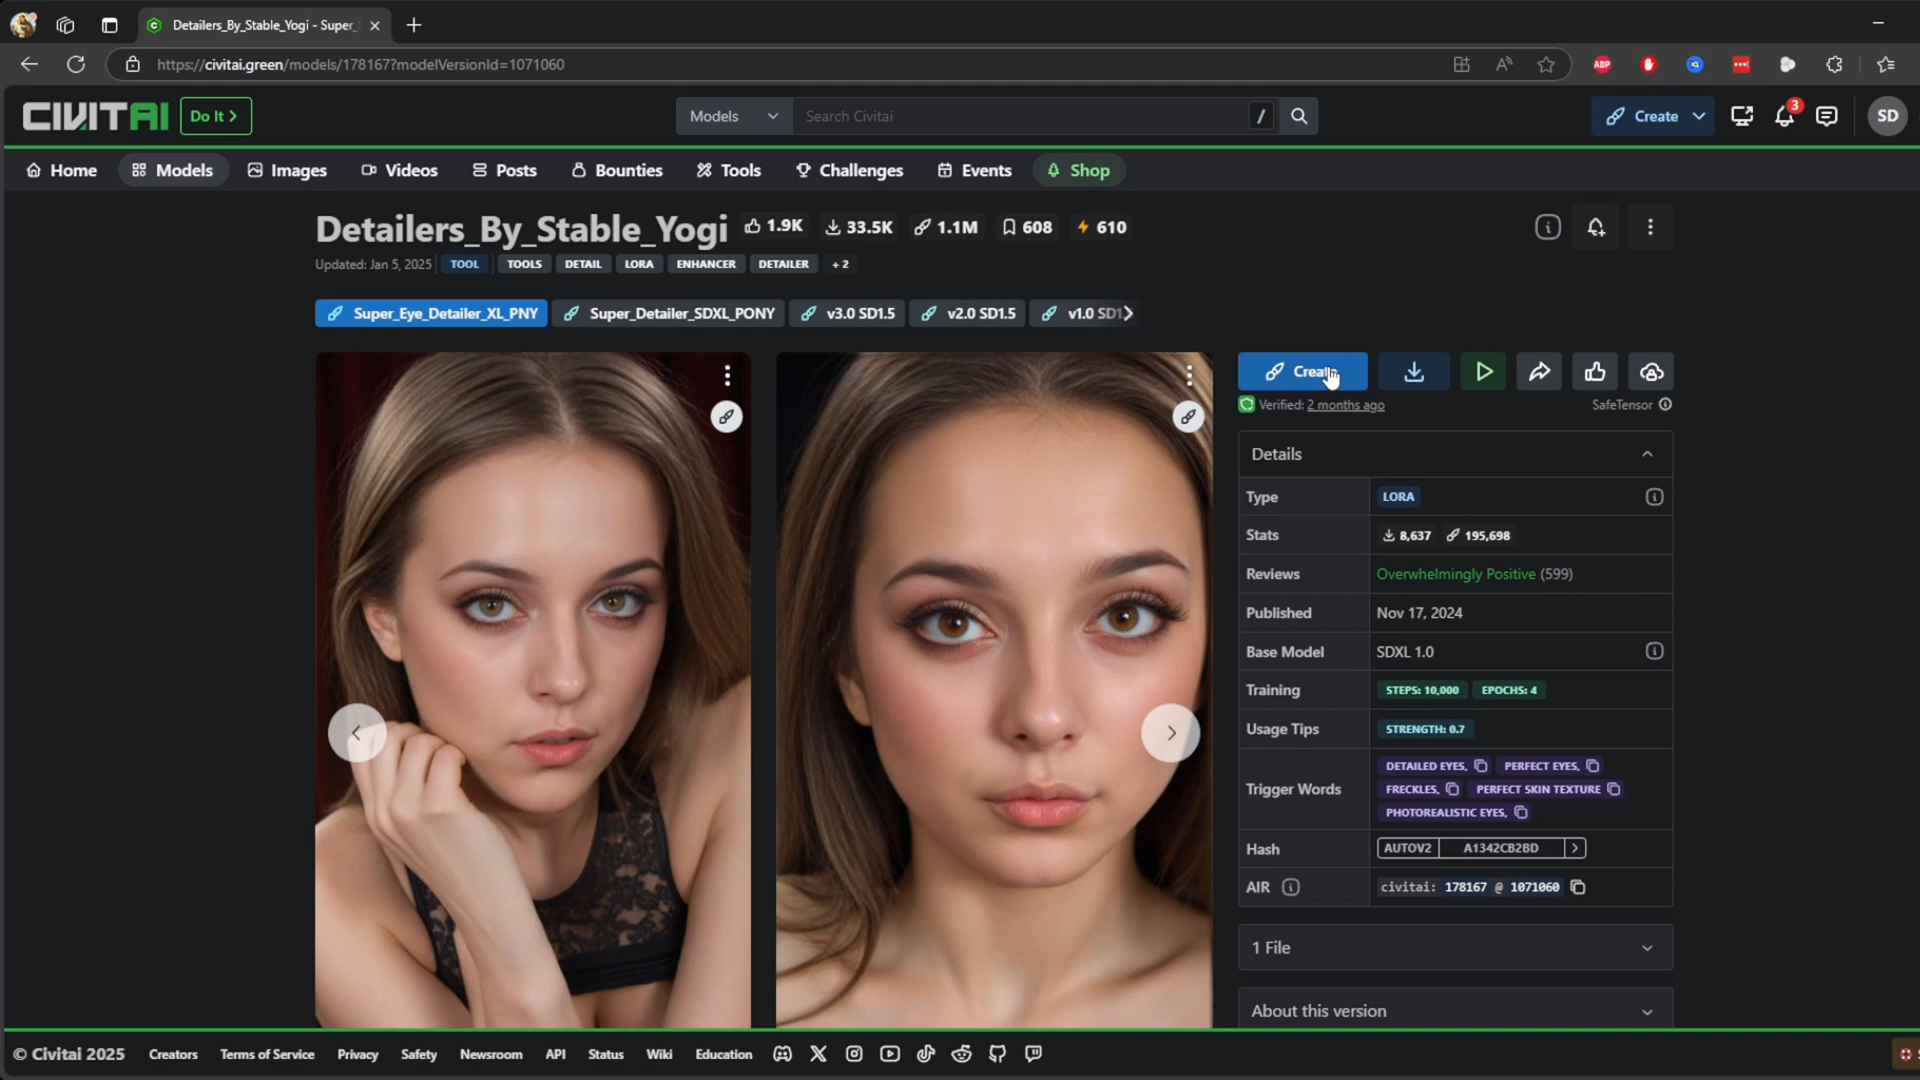 Detailers_By_Stable_Yogi - Super_
https://civitai.green/models/178167?modelVersionId=1071060
ABP
CIVITAI
Do It >
Models
Search Civitai
/
Create
3
SD
Home
Models
Images
Videos
Posts
Bounties
Tools
Challenges
Events
Shop
Detailers_By_Stable_Yogi
1.9K
33.5K
1.1M
608
610
Updated: Jan 5, 2025
TOOL
TOOLS
DETAIL
LORA
ENHANCER
DETAILER
+ 2
Super_Eye_Detailer_XL_PNY
Super_Detailer_SDXL_PONY
v3.0 SD1.5
v2.0 SD1.5
v1.0 SD1
Create
Verified: 2 months ago
SafeTensor
Details
Type
LORA
Stats
8,637
195,698
Reviews
Overwhelmingly Positive (599)
Published
Nov 17, 2024
Base Model
SDXL 1.0
Training
STEPS: 10,000
EPOCHS: 4
Usage Tips
STRENGTH: 0.7
Trigger Words
DETAILED EYES,
PERFECT EYES,
FRECKLES,
PERFECT SKIN TEXTURE
PHOTOREALISTIC EYES,
Hash
AUTOV2
A1342CB2BD
AIR
civitai: 178167 @ 1071060
1 File
About this version
© Civitai 2025
Creators
Terms of Service
Privacy
Safety
Newsroom
API
Status
Wiki
Education